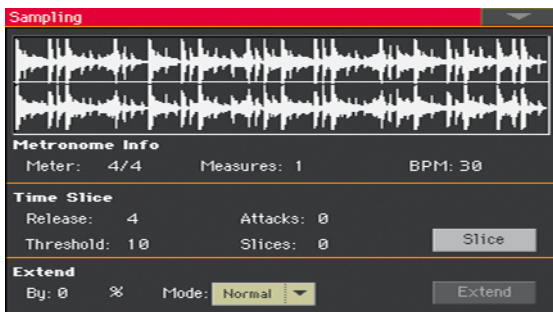 Sampling
Metronome Info
Meter: 4/4 Measures: 1 BPM: 30
Time Slice
Release: 4 Attacks: 0
Threshold: 10 Slices: 0 Slice
Extend
By: 0 % Mode: Normal Extend